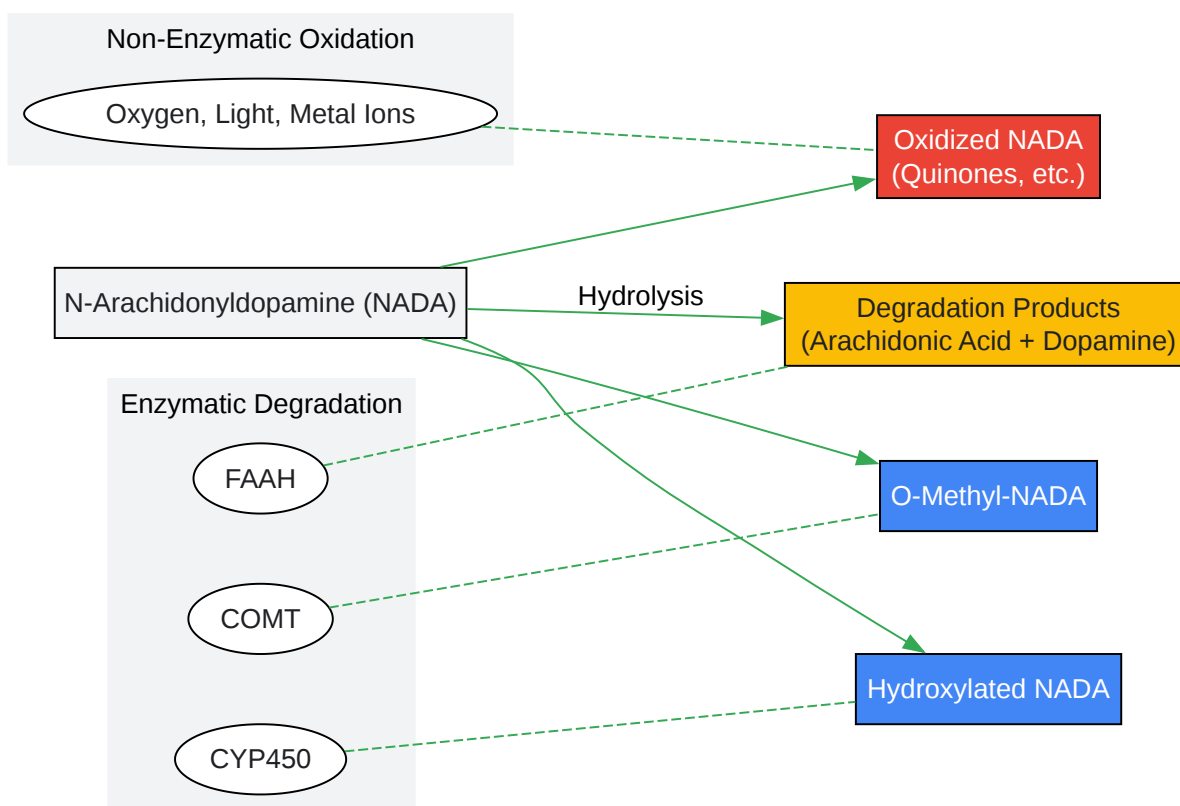 Non-Enzymatic Oxidation
Oxygen, Light, Metal Ions
Oxidized NADA
(Quinones, etc.)
N-Arachidonyldopamine (NADA)
Hydrolysis
Degradation Products
(Arachidonic Acid + Dopamine)
Enzymatic Degradation
FAAH
O-Methyl-NADA
COMT
Hydroxylated NADA
CYP450